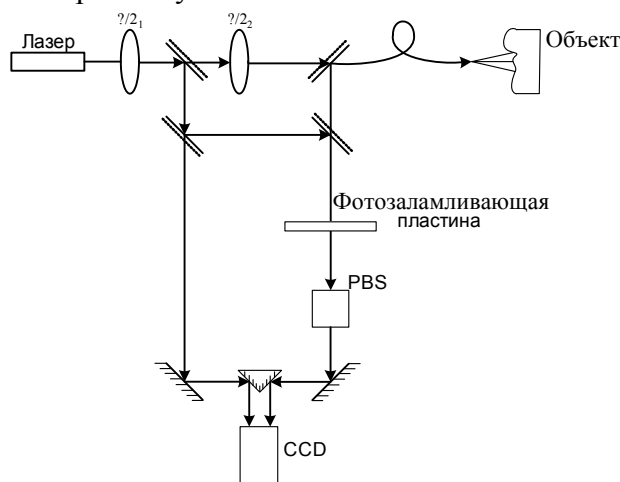 ?/2₁
?/2₂
Лазер
Объект
Фотозаламливающая
пластина
PBS
CCD